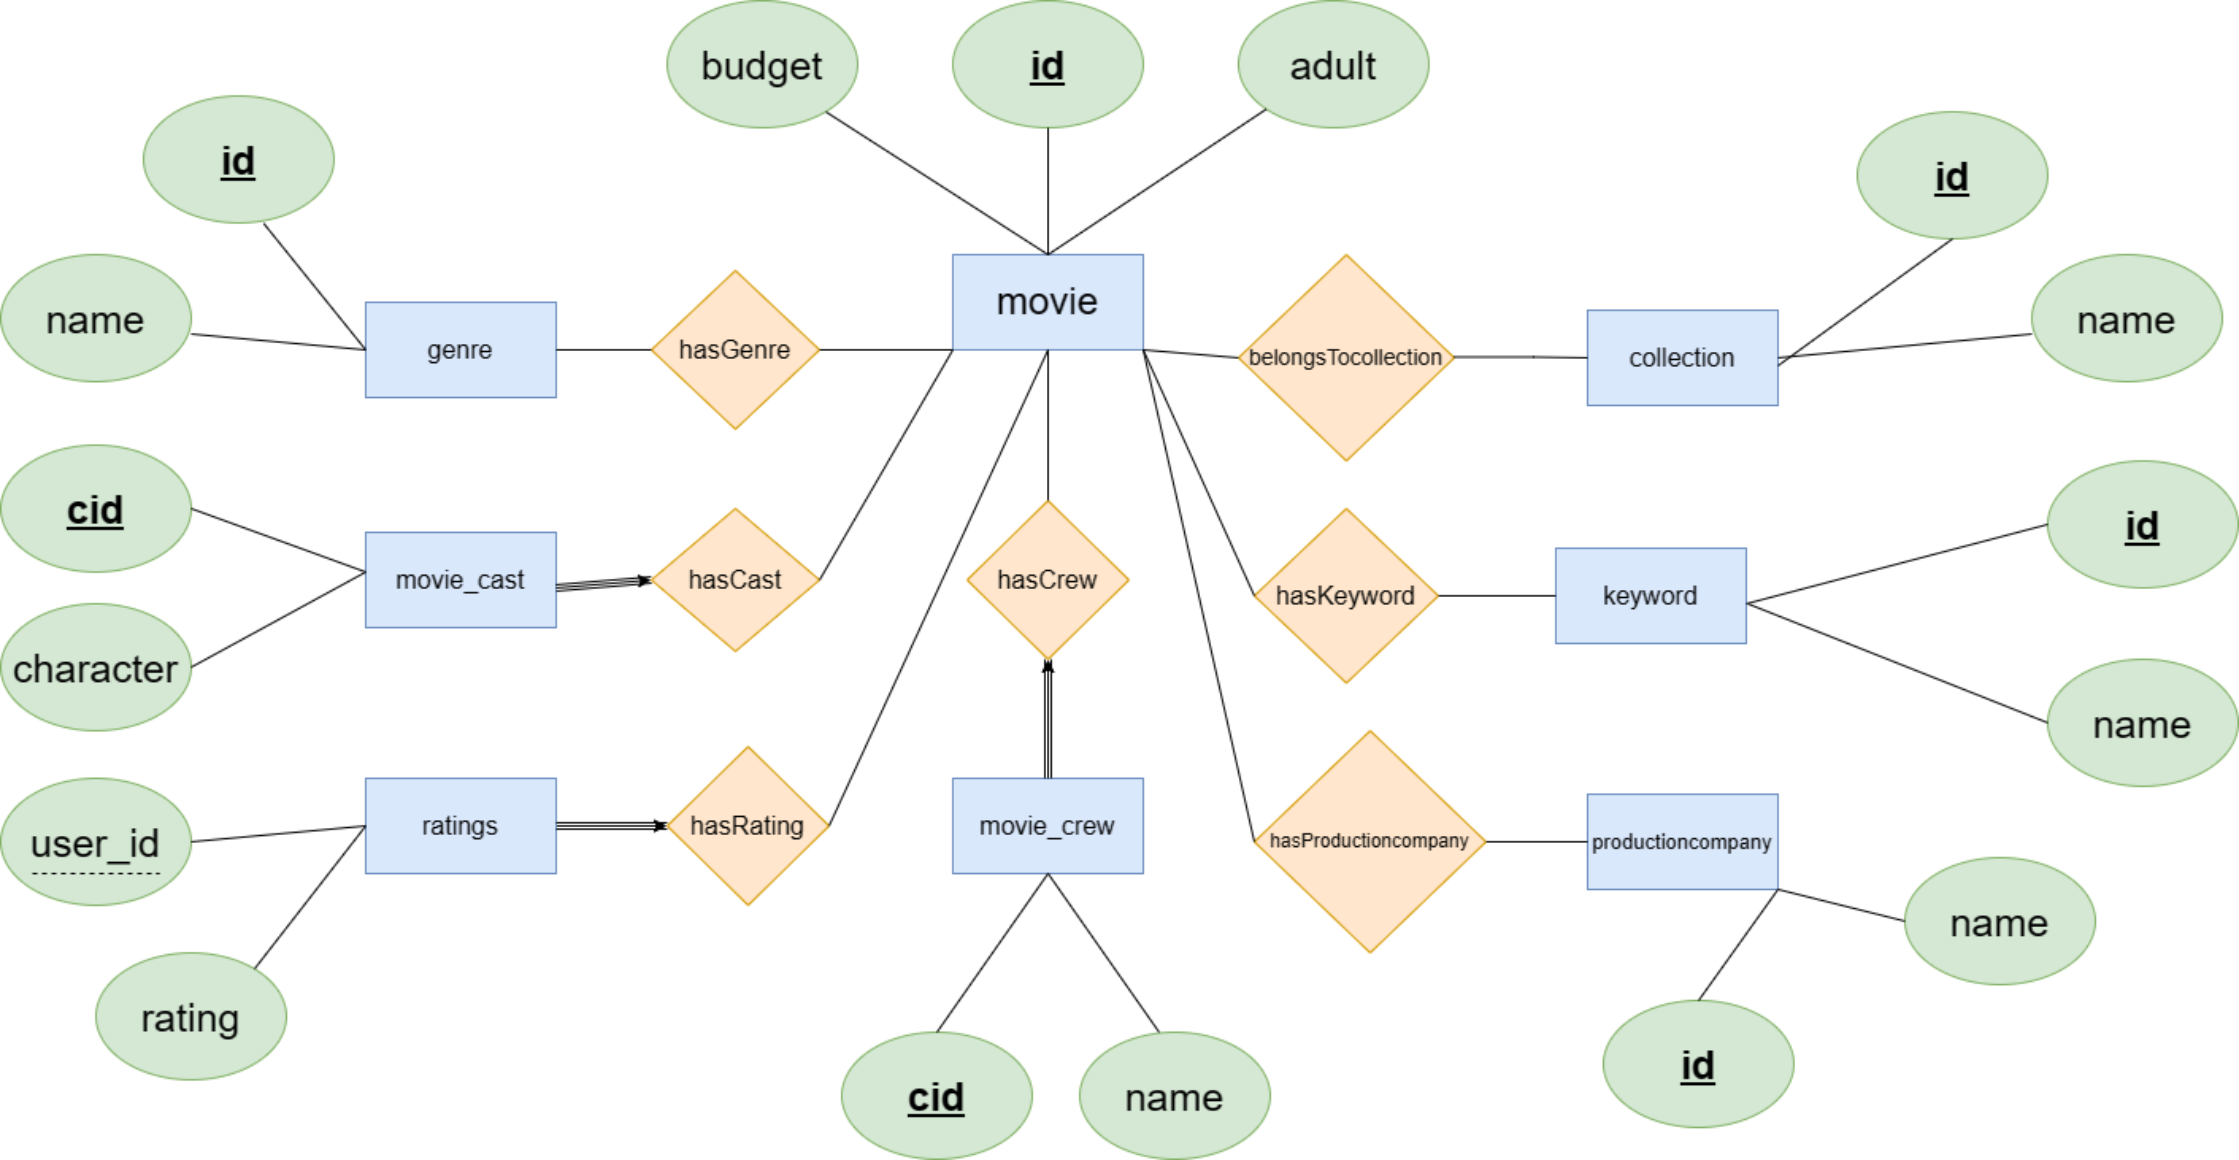 budget
id
adult
id
id
name
name
movie
genre
hasGenre
belongsTocollection
collection
cid
id
movie_cast
hasCast
hasCrew
hasKeyword
keyword
character
name
user_id
ratings
hasRating
movie_crew
hasProductioncompany
productioncompany
name
rating
id
cid
name